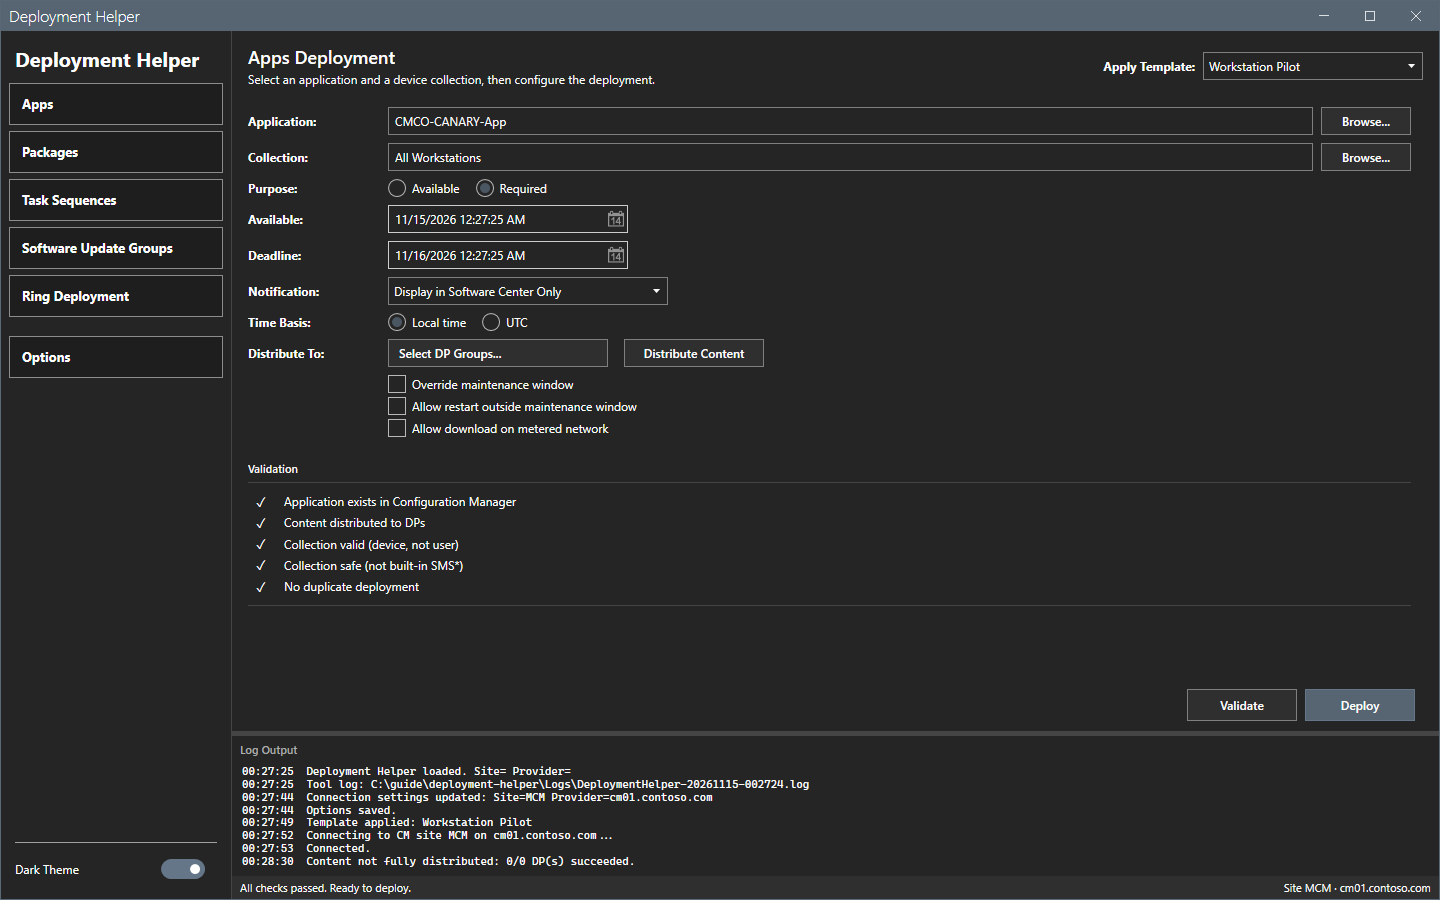 Deployment Helper
Deployment Helper
Apps
Packages
Task Sequences
Software Update Groups
Ring Deployment
Options
Dark Theme
Apps Deployment
Select an application and a device collection, then configure the deployment.
Apply Template: Workstation Pilot
Application: CMCO-CANARY-App Browse...
Collection: All Workstations Browse...
Purpose: Available Required
Available: 11/15/2026 12:27:25 AM 14
Deadline: 11/16/2026 12:27:25 AM 14
Notification: Display in Software Center Only
Time Basis: Local time UTC
Distribute To: Select DP Groups... Distribute Content
Override maintenance window
Allow restart outside maintenance window
Allow download on metered network
Validation
✓ Application exists in Configuration Manager
✓ Content distributed to DPs
✓ Collection valid (device, not user)
✓ Collection safe (not built-in SMS*)
✓ No duplicate deployment
Validate Deploy
Log Output
00:27:25 Deployment Helper loaded. Site= Provider=
00:27:25 Tool log: C:\guide\deployment-helper\Logs\DeploymentHelper-20261115-002724.log
00:27:44 Connection settings updated: Site=MCM Provider=cm01.contoso.com
00:27:44 Options saved.
00:27:49 Template applied: Workstation Pilot
00:27:52 Connecting to CM site MCM on cm01.contoso.com...
00:27:53 Connected.
00:28:30 Content not fully distributed: 0/0 DP(s) succeeded.
All checks passed. Ready to deploy. Site MCM · cm01.contoso.com